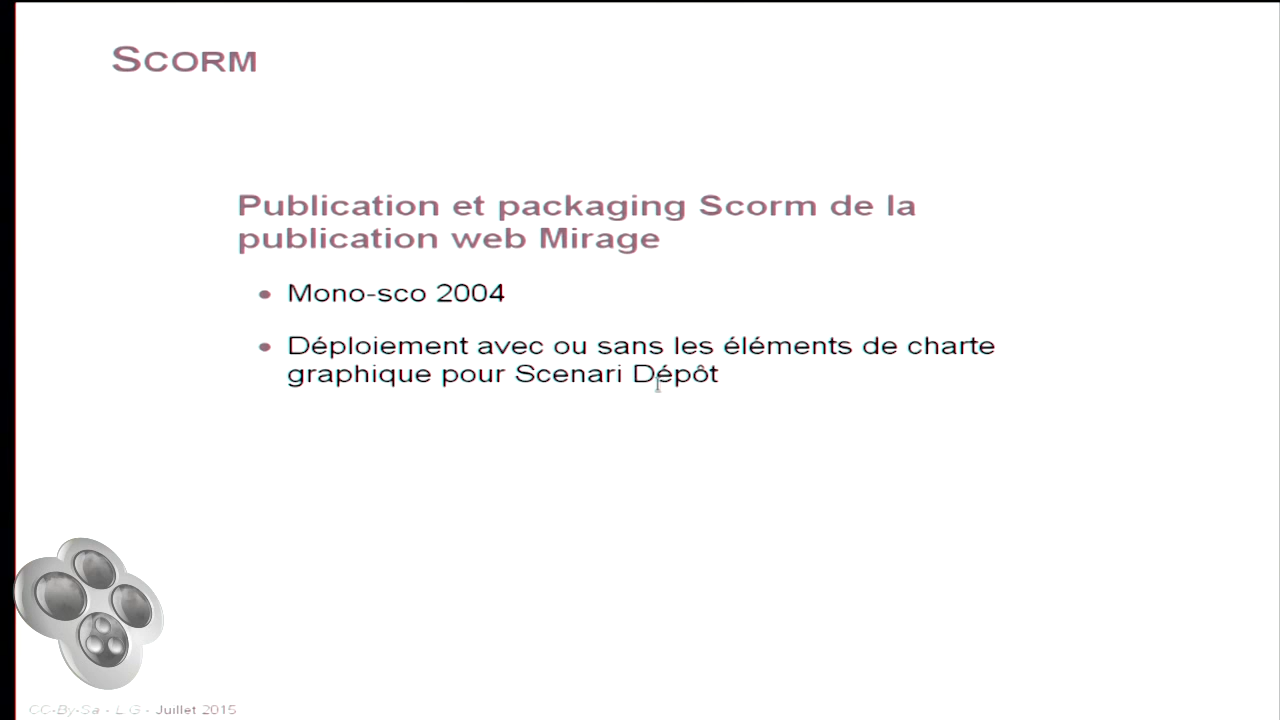 SCORM
Publication et packaging Scorm de la
publication web Mirage
• Mono-sco 2004
• Déploiement avec ou sans les éléments de charte
graphique pour Scenari Dépôt
CC-By-Sa - L G - Juillet 2015